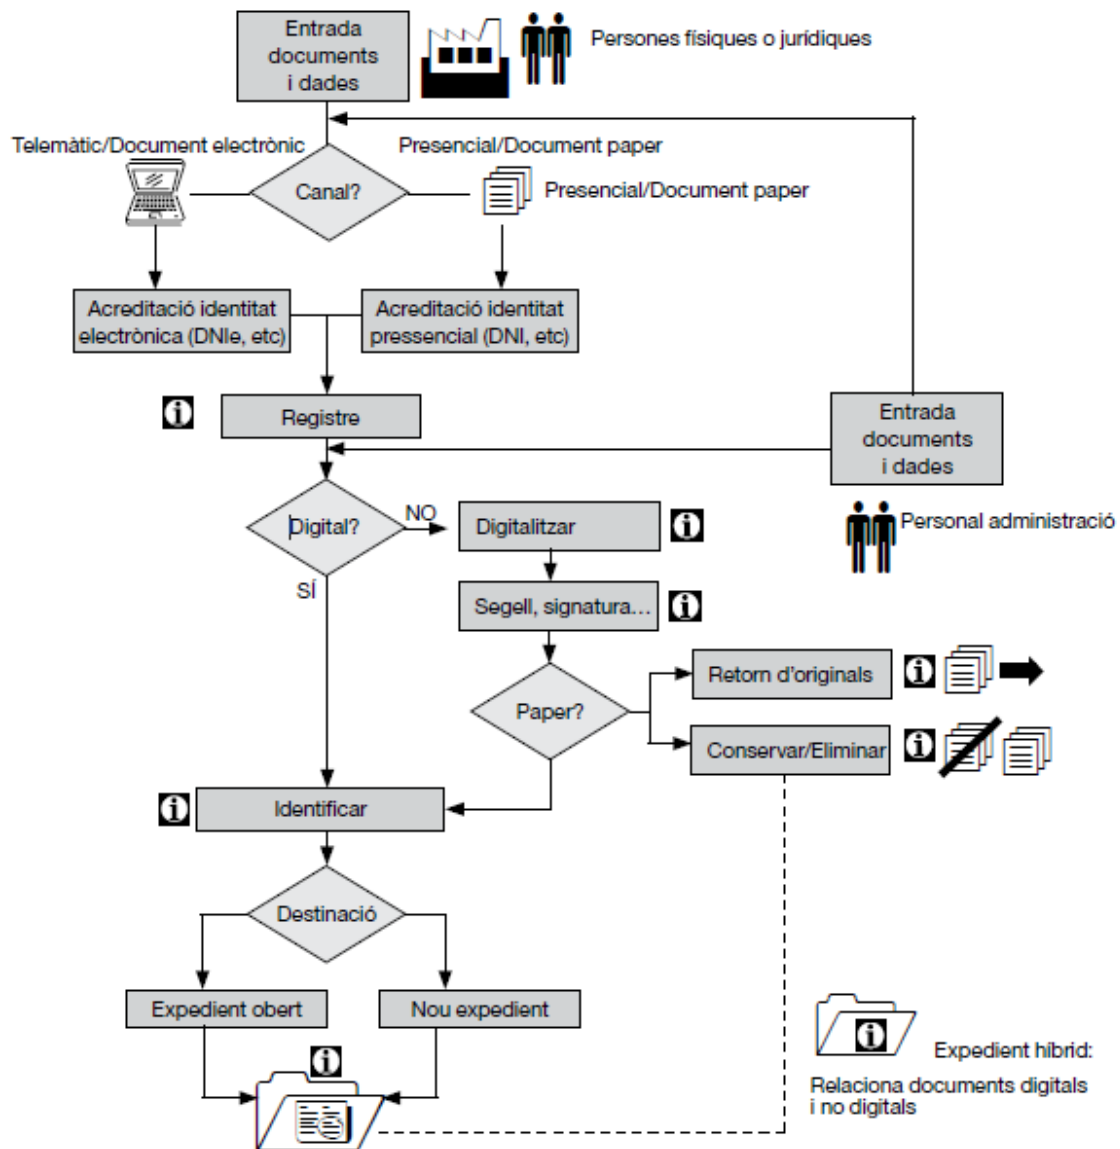 Entrada
documents
i dades
Persones físiques o jurídiques
Telemàtic/Document electrònic
Presencial/Document paper
Canal?
Presencial/Document paper
Acreditació identitat
electrònica (DNIe, etc)
Acreditació identitat
pressencial (DNI, etc)
Registre
Entrada
documents
i dades
Personal administració
Digital?
NO
SÍ
Digitalitzar
Segell, signatura...
Paper?
Retorn d'originals
Conservar/Eliminar
Identificar
Destinació
Expedient obert
Nou expedient
Expedient híbrid:
Relaciona documents digitals
i no digitals